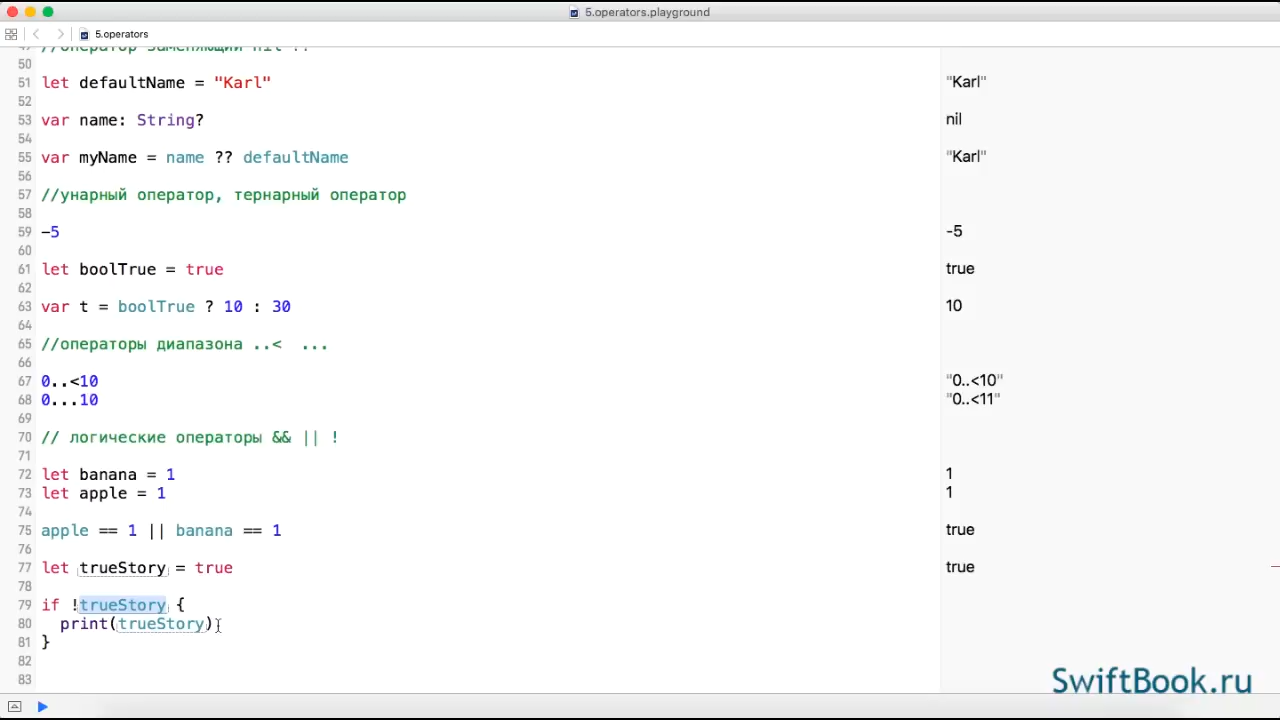 5.operators.playground
5.operators
49 //оператор заменяющий nil ??
50
51 let defaultName = "Karl" "Karl"
52
53 var name: String? nil
54
55 var myName = name ?? defaultName "Karl"
56
57 //унарный оператор, тернарный оператор
58
59 -5 -5
60
61 let boolTrue = true true
62
63 var t = boolTrue ? 10 : 30 10
64
65 //операторы диапазона ..< ...
66
67 0..<10 "0..<10"
68 0...10 "0..<11"
69
70 // логические операторы && || !
71
72 let banana = 1 1
73 let apple = 1 1
74
75 apple == 1 || banana == 1 true
76
77 let trueStory = true true
78
79 if !trueStory {
80 print(trueStory)
81 }
82
83
SwiftBook.ru